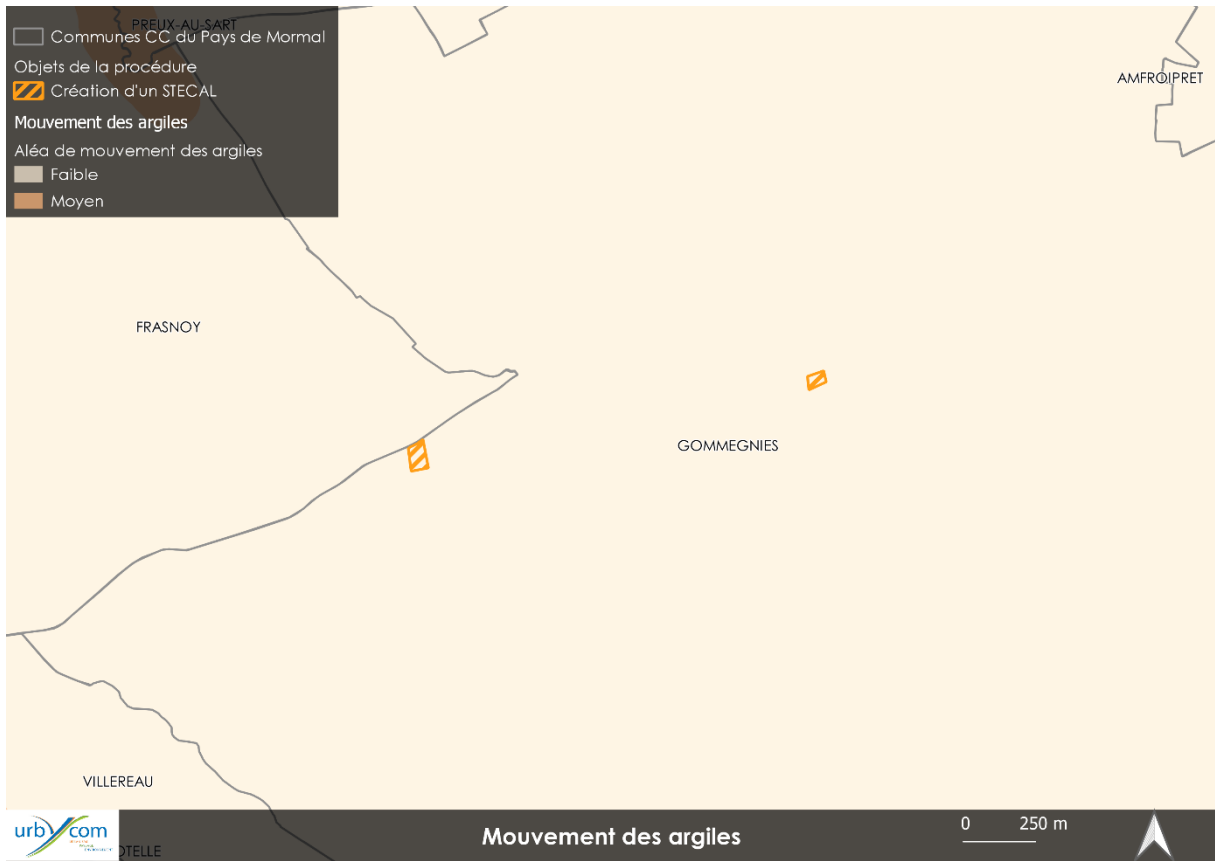 PREUX-AU-SART
Communes CC du Pays de Mormal
Objets de la procédure
Création d'un STECAL
Mouvement des argiles
Aléa de mouvement des argiles
Faible
Moyen
AMFROIPRET
FRASNOY
GOMMEGNIES
VILLEREAU
urbycom
OTELLE
Mouvement des argiles
0 250 m